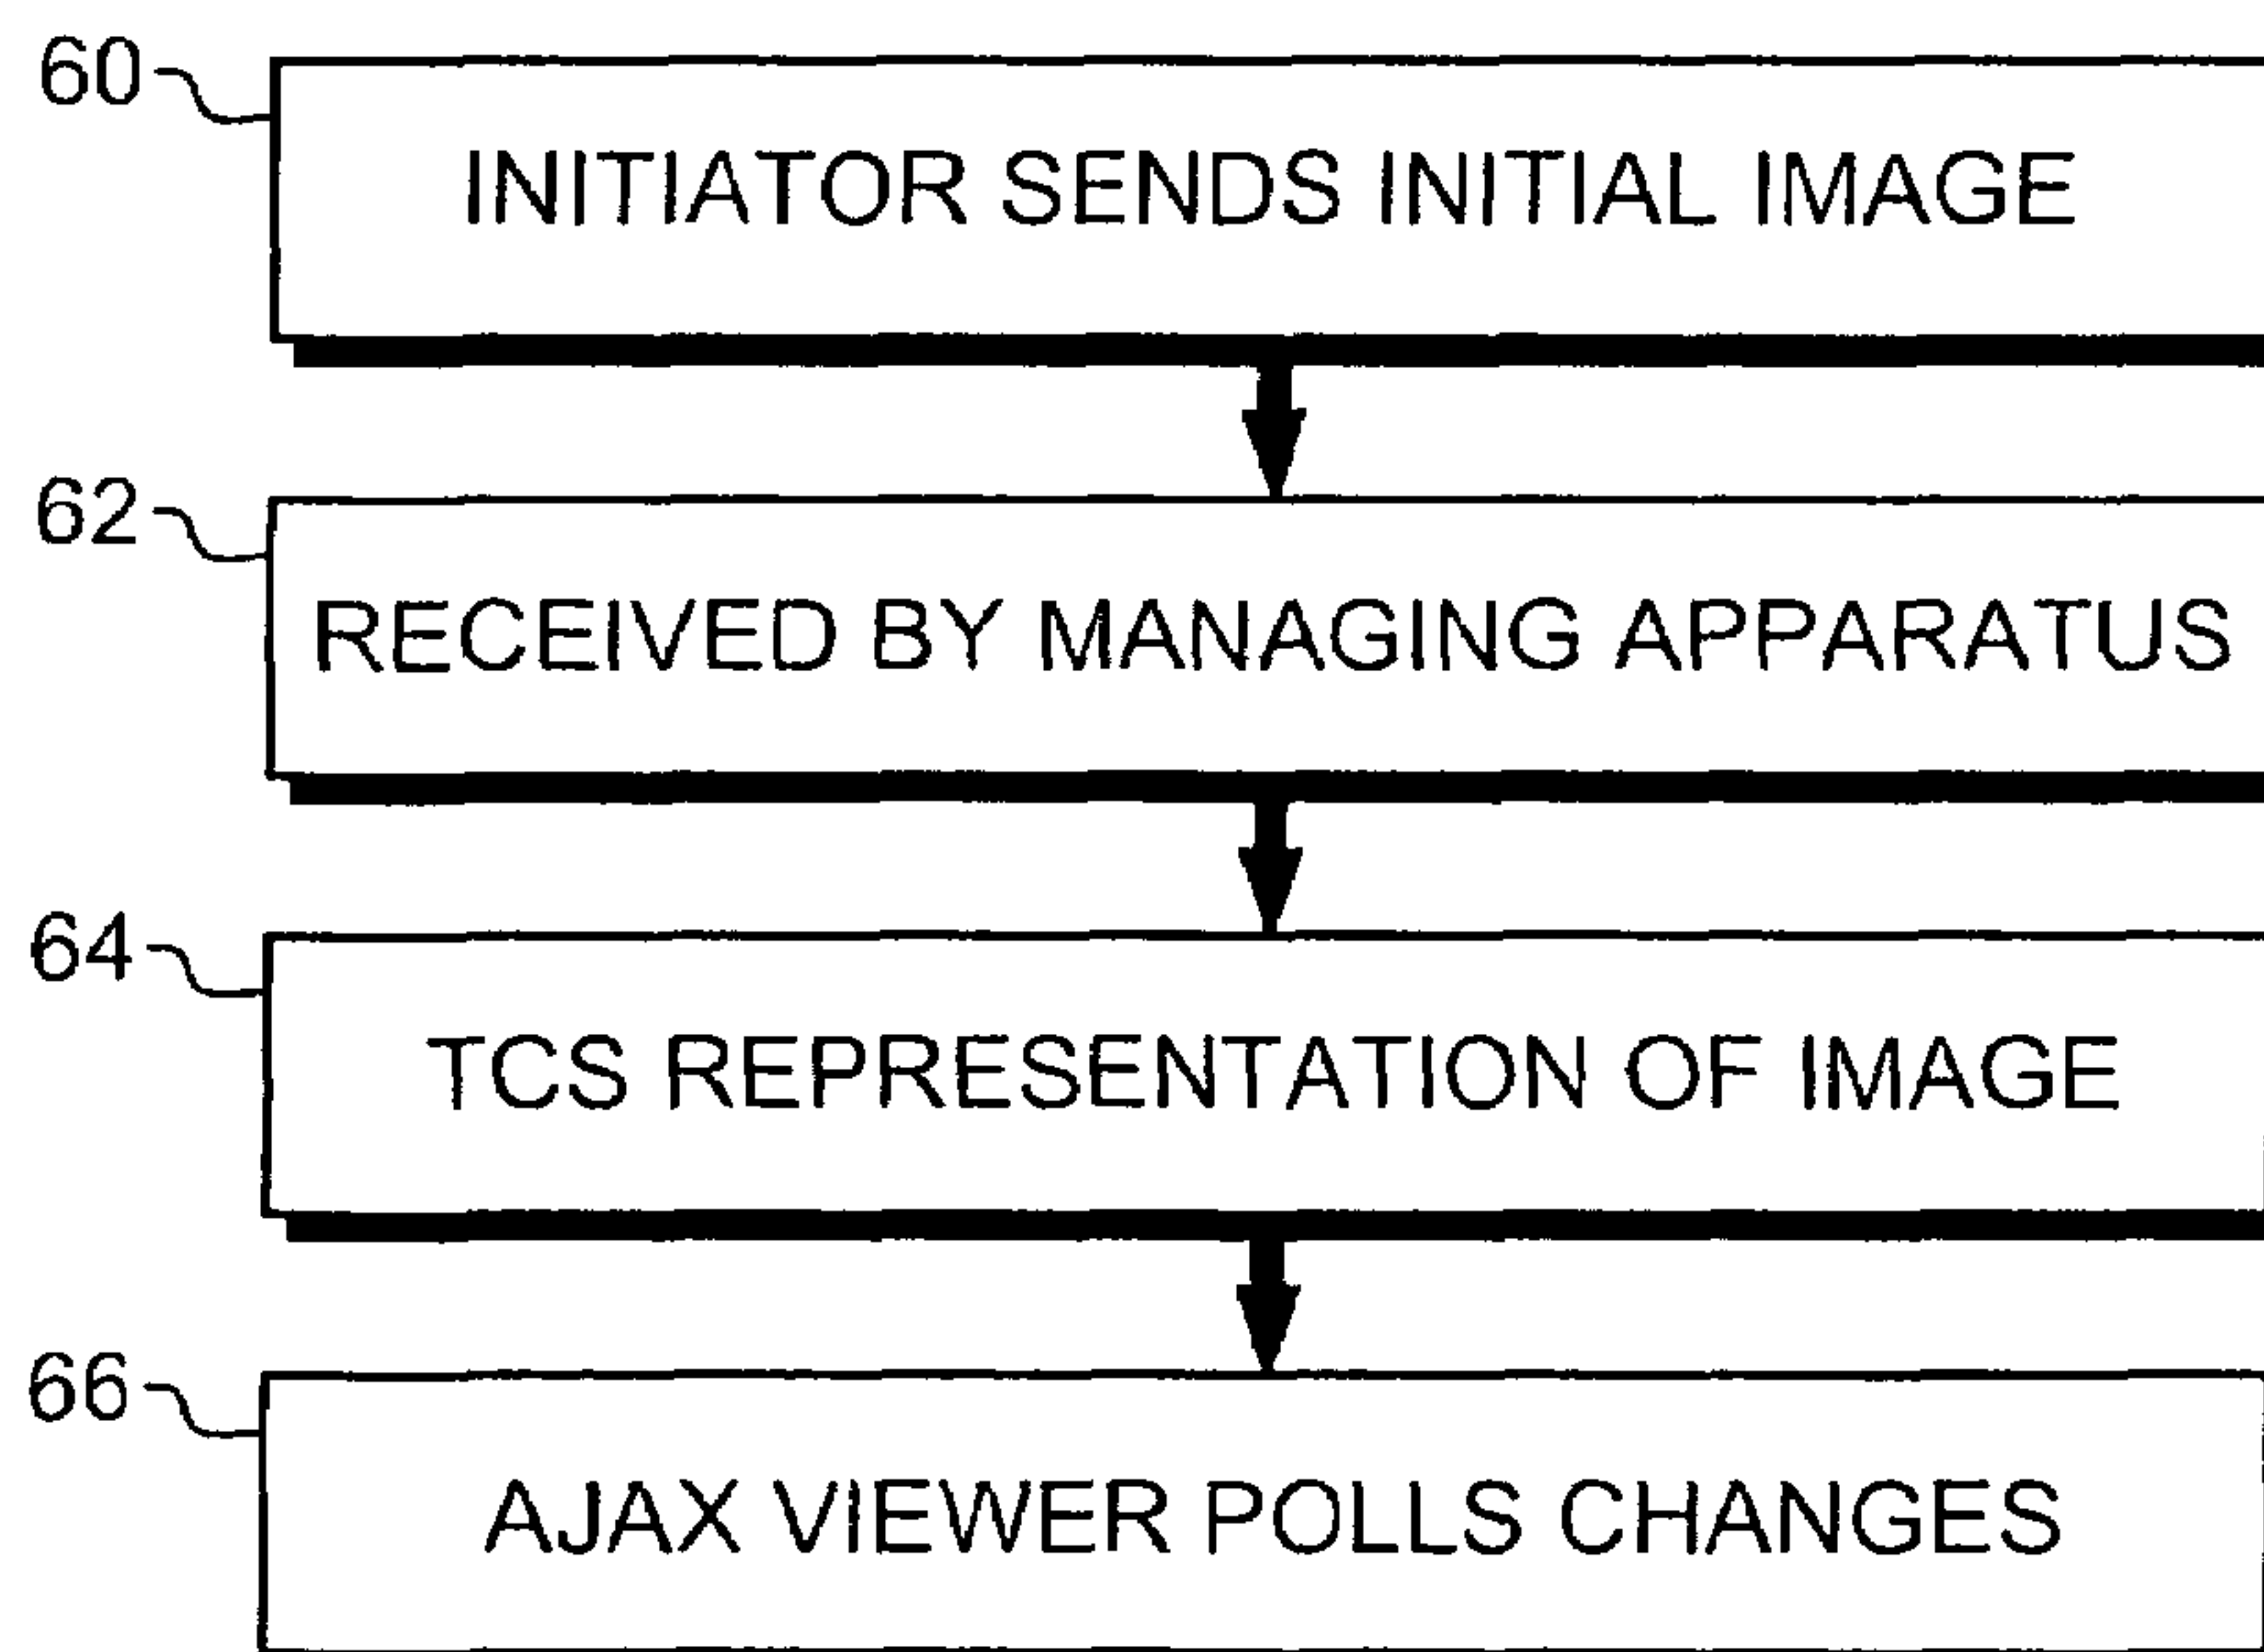 60
INITIATOR SENDS INITIAL IMAGE
62
RECEIVED BY MANAGING APPARATUS
64
TCS REPRESENTATION OF IMAGE
66
AJAX VIEWER POLLS CHANGES